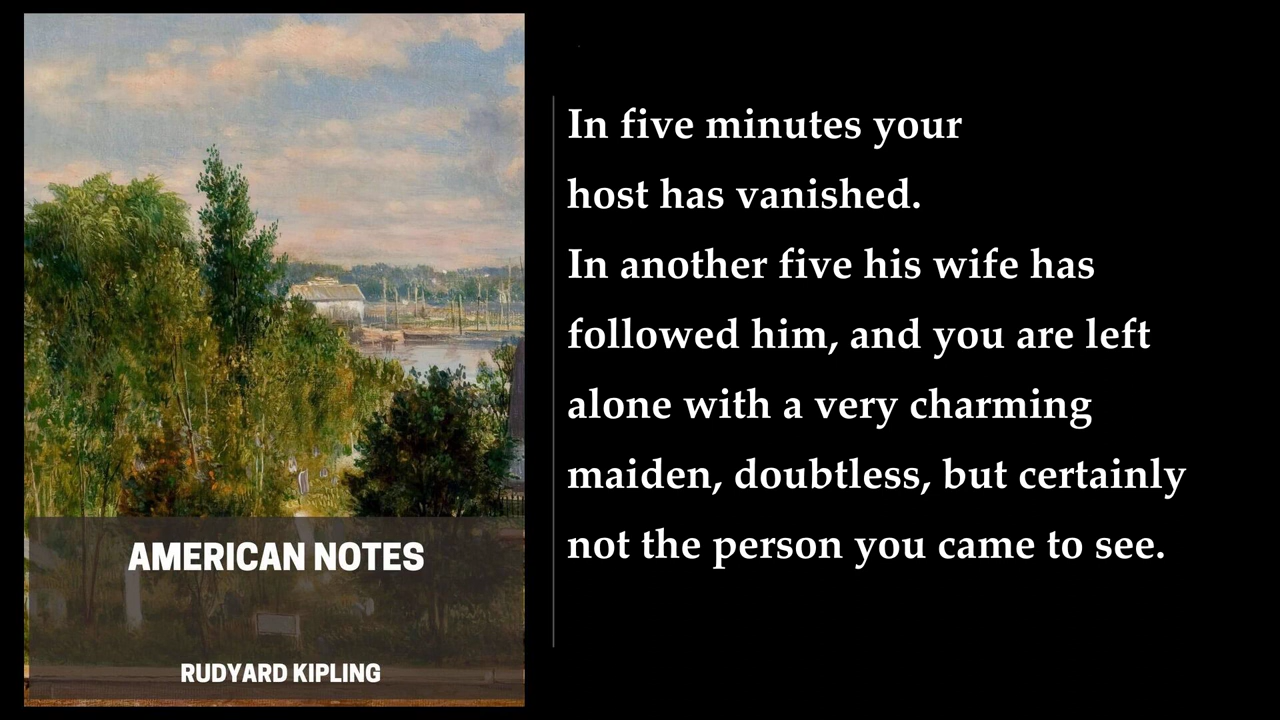 AMERICAN NOTES
RUDYARD KIPLING
In five minutes your
host has vanished.
In another five his wife has
followed him, and you are left
alone with a very charming
maiden, doubtless, but certainly
not the person you came to see.